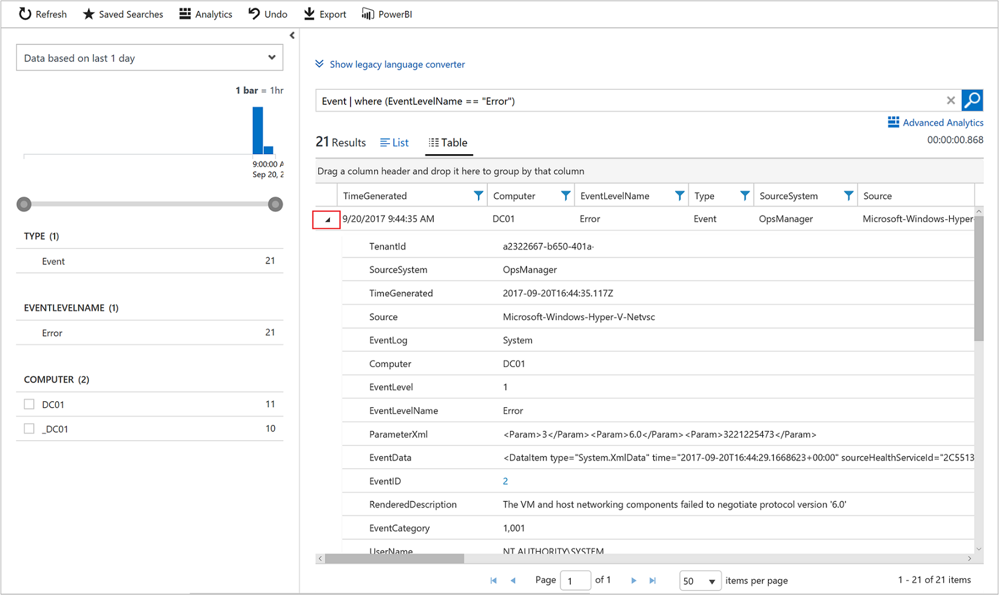 Refresh Saved Searches Analytics Undo Export PowerBI
Data based on last 1 day
1 bar = 1hr
9:00:00 A
Sep 20, 2
TYPE (1)
Event 21
EVENTLEVELNAME (1)
Error 21
COMPUTER (2)
DC01 11
_DC01 10
Show legacy language converter
Event | where (EventLevelName == "Error")
Advanced Analytics
00:00:00.868
21 Results List Table
Drag a column header and drop it here to group by that column
TimeGenerated Computer EventLevelName Type SourceSystem Source
9/20/2017 9:44:35 AM DC01 Error Event OpsManager Microsoft-Windows-Hyper-
TenantId a2322667-b650-401a-
SourceSystem OpsManager
TimeGenerated 2017-09-20T16:44:35.117Z
Source Microsoft-Windows-Hyper-V-Netvsc
EventLog System
Computer DC01
EventLevel 1
EventLevelName Error
ParameterXml <Param>3</Param><Param>6.0</Param><Param>3221225473</Param>
EventData <DataItem type="System.XmlData" time="2017-09-20T16:44:29.1668623+00:00" sourceHealthServiceId="2C5513
EventID 2
RenderedDescription The VM and host networking components failed to negotiate protocol version '6.0'
EventCategory 1,001
UserName NT AUTHORITY\SYSTEM
Page 1 of 1 50 items per page 1 - 21 of 21 items